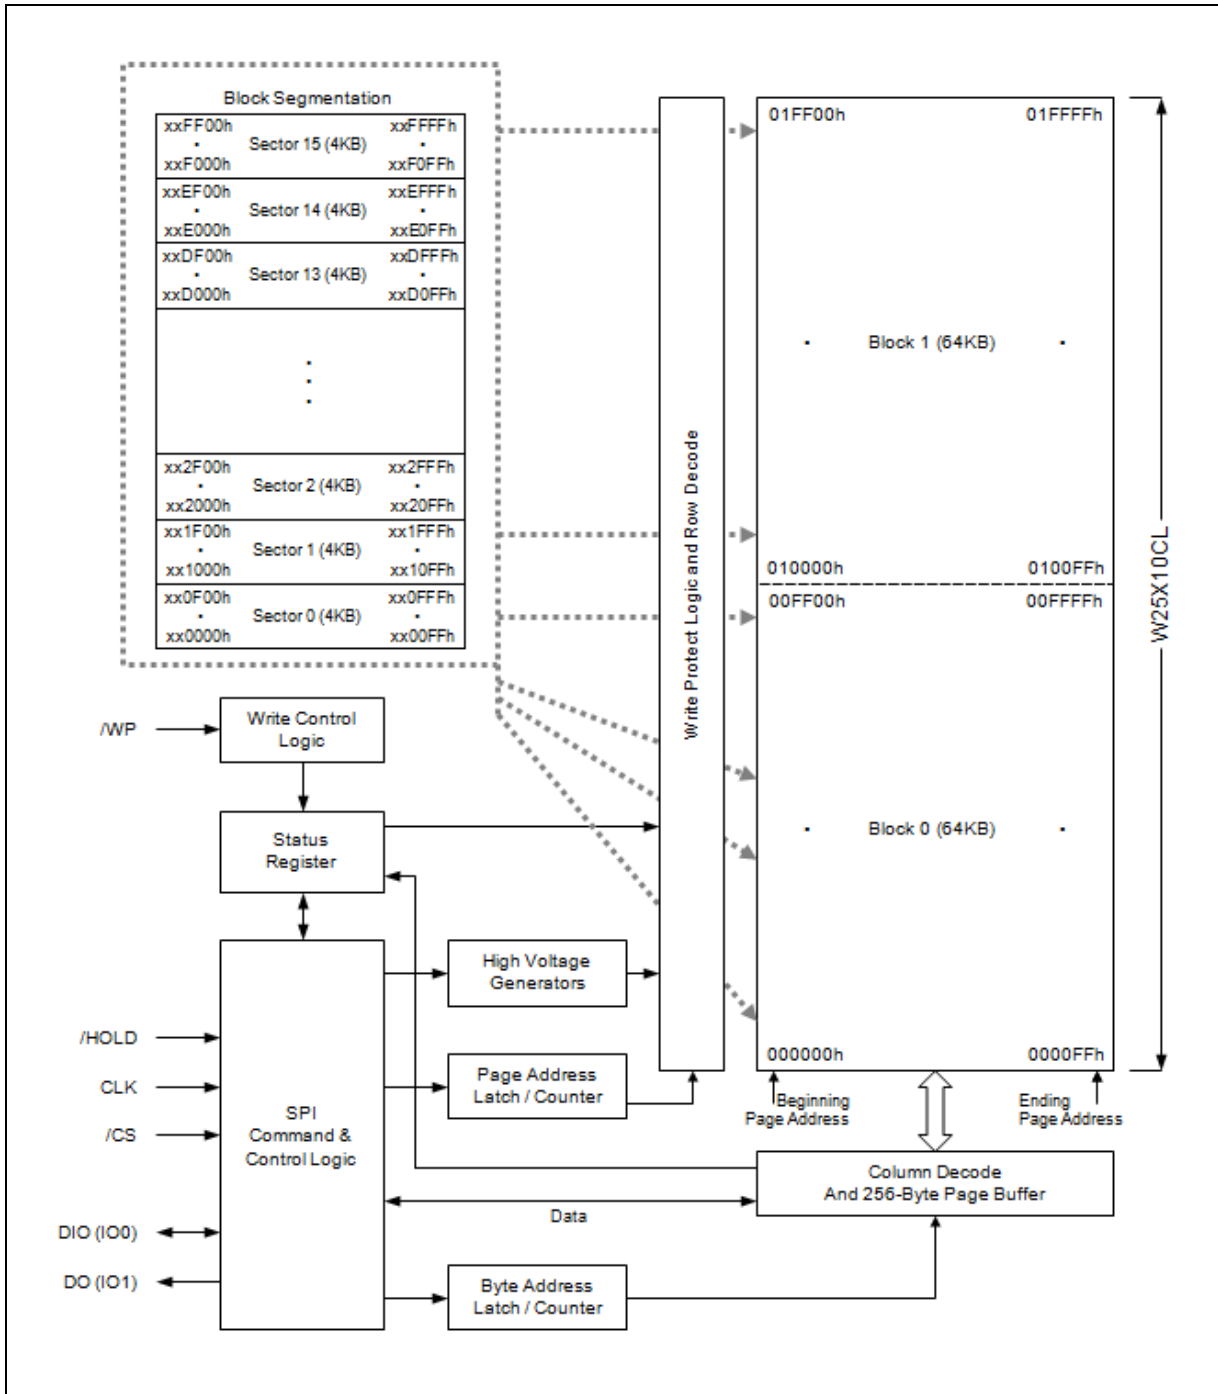 Block Segmentation
xxFF00h xxFFFFh
Sector 15 (4KB)
xxF000h xxF0FFh
xxEF00h xxEFFFh
Sector 14 (4KB)
xxE000h xxE0FFh
xxDF00h xxDFFFh
Sector 13 (4KB)
xxD000h xxD0FFh
xx2F00h xx2FFFh
Sector 2 (4KB)
xx2000h xx20FFh
xx1F00h xx1FFFh
Sector 1 (4KB)
xx1000h xx10FFh
xx0F00h xx0FFFh
Sector 0 (4KB)
xx0000h xx00FFh
Write Protect Logic and Row Decode
01FF00h 01FFFFh
Block 1 (64KB)
010000h 0100FFh
00FF00h 00FFFFh
Block 0 (64KB)
000000h 0000FFh
W25X10CL
Beginning
Page Address
Ending
Page Address
/WP
Write Control
Logic
Status
Register
High Voltage
Generators
/HOLD
CLK
/CS
DIO (IO0)
DO (IO1)
SPI
Command &
Control Logic
Page Address
Latch / Counter
Column Decode
And 256-Byte Page Buffer
Data
Byte Address
Latch / Counter